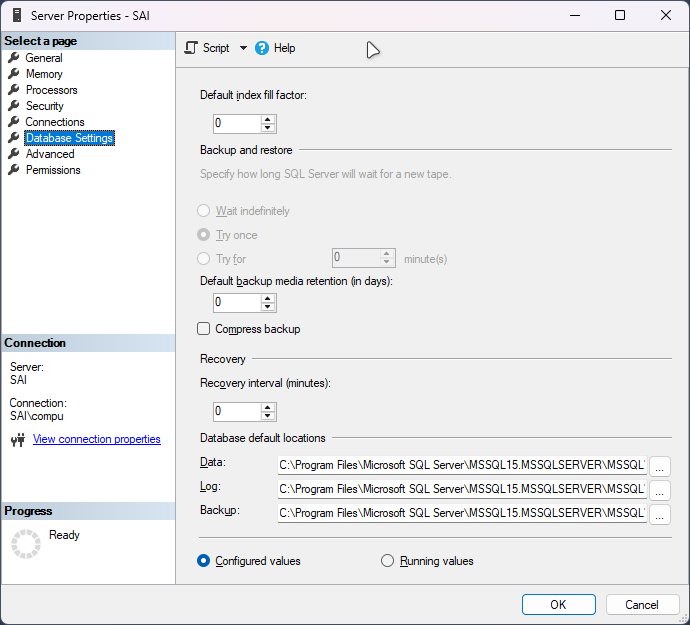 Server Properties - SAI
Select a page
General
Memory
Processors
Security
Connections
Database Settings
Advanced
Permissions
Connection
Server:
SAI
Connection:
SAI\compu
View connection properties
Progress
Ready
Script
Help
Default index fill factor:
0
Backup and restore
Specify how long SQL Server will wait for a new tape.
Wait indefinitely
Try once
Try for 0 minute(s)
Default backup media retention (in days):
0
Compress backup
Recovery
Recovery interval (minutes):
0
Database default locations
Data: C:\Program Files\Microsoft SQL Server\MSSQL15.MSSQLSERVER\MSSQL\ ...
Log: C:\Program Files\Microsoft SQL Server\MSSQL15.MSSQLSERVER\MSSQL\ ...
Backup: C:\Program Files\Microsoft SQL Server\MSSQL15.MSSQLSERVER\MSSQL\ ...
Configured values Running values
OK Cancel